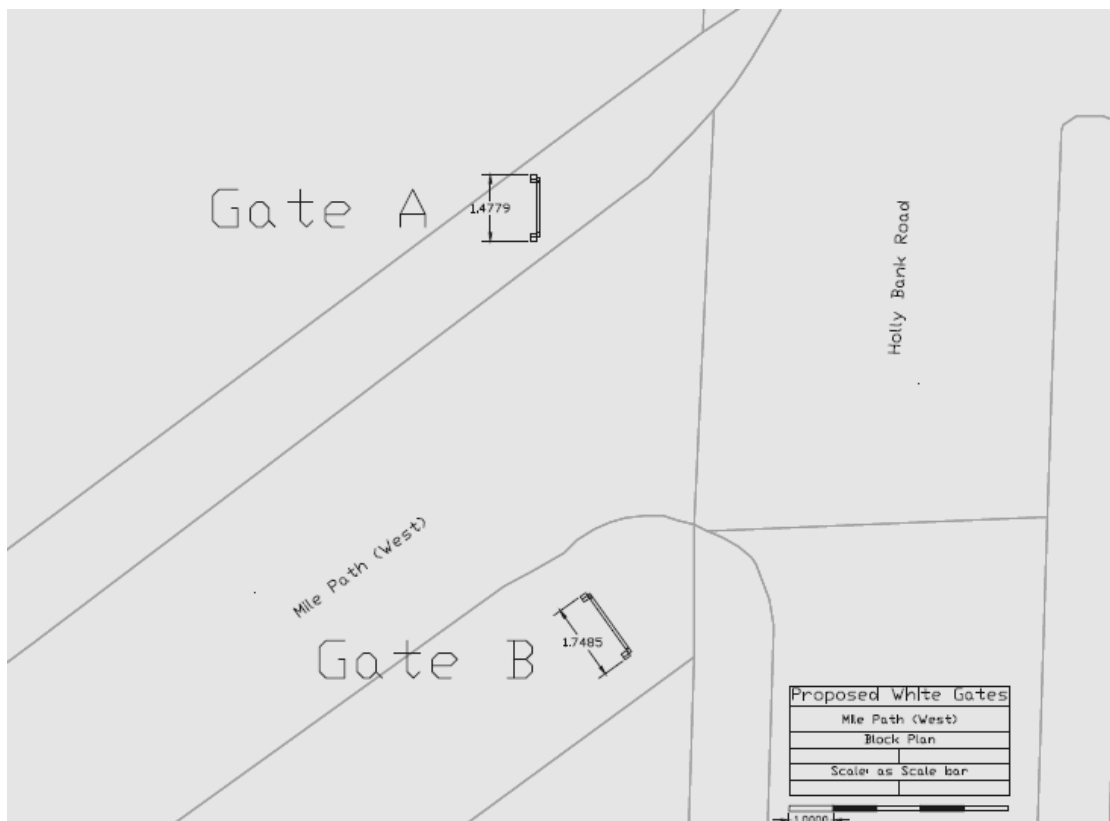 Gate A
1.4779
Holly Bank Road
Mile Path (West)
Gate B
1.7485
Proposed White Gates
Mile Path (West)
Block Plan
Scale: as Scale bar
1.0000